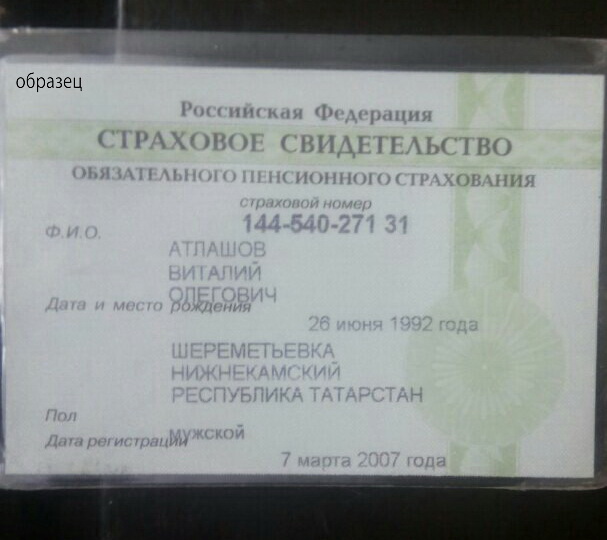 образец
Российская Федерация
СТРАХОВОЕ СВИДЕТЕЛЬСТВО
ОБЯЗАТЕЛЬНОГО ПЕНСИОННОГО СТРАХОВАНИЯ
страховой номер
144-540-271 31
Ф.И.О.
АТЛАШОВ
ВИТАЛИЙ
ОЛЕГОВИЧ
Дата и место рождения
26 июня 1992 года
ШЕРЕМЕТЬЕВКА
НИЖНЕКАМСКИЙ
РЕСПУБЛИКА ТАТАРСТАН
Пол
мужской
Дата регистрации
7 марта 2007 года